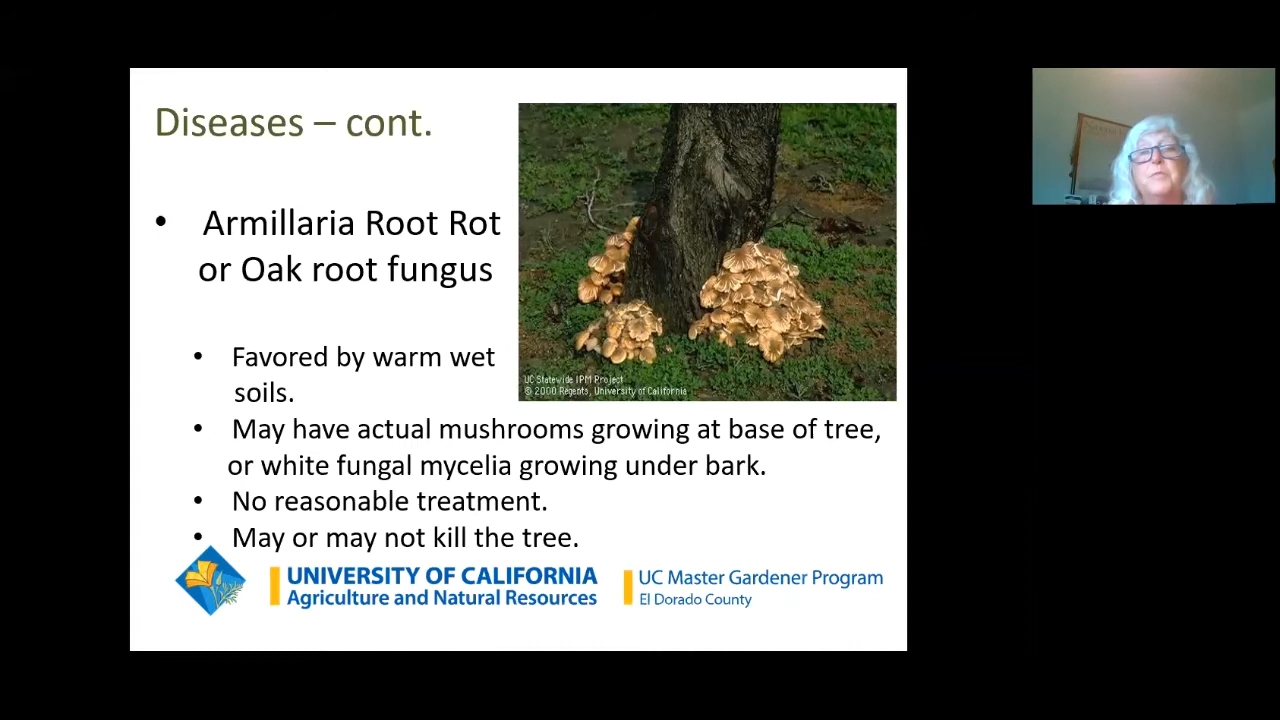 Diseases – cont.
• Armillaria Root Rot
or Oak root fungus
• Favored by warm wet
soils.
• May have actual mushrooms growing at base of tree,
or white fungal mycelia growing under bark.
• No reasonable treatment.
• May or may not kill the tree.
UC Statewide IPM Project
© 2000 Regents, University of California
UNIVERSITY OF CALIFORNIA
Agriculture and Natural Resources
UC Master Gardener Program
El Dorado County